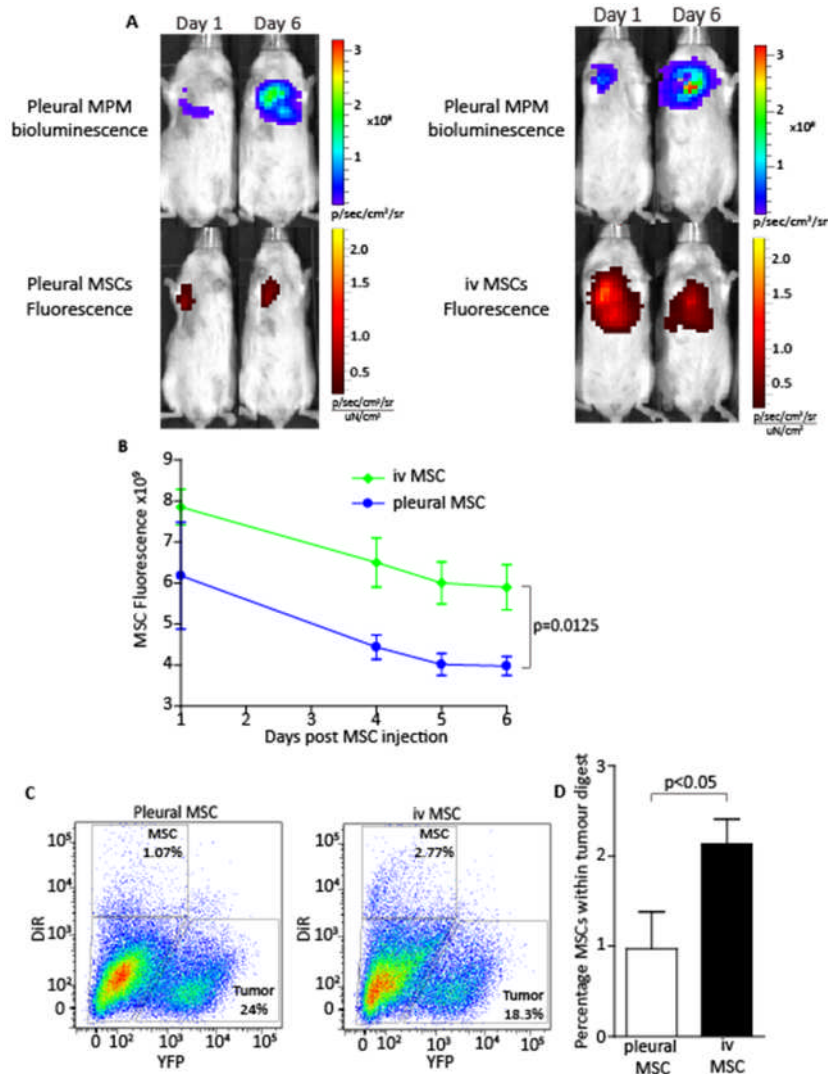 A
Day 1 Day 6
Pleural MPM
bioluminescence
3
2
x10⁸
1
p/sec/cm²/sr
Pleural MSCs
Fluorescence
2.0
1.5
1.0
0.5
p/sec/cm²/sr
uN/cm²
Day 1 Day 6
Pleural MPM
bioluminescence
3
2
x10⁸
1
p/sec/cm²/sr
iv MSCs
Fluorescence
2.0
1.5
1.0
0.5
p/sec/cm²/sr
uN/cm²
B
MSC Fluorescence x10⁹
9
8
7
6
5
4
3
iv MSC
pleural MSC
p=0.0125
1 2 3 4 5 6
Days post MSC injection
C
Pleural MSC
MSC
1.07%
DiR
10⁵
10⁴
10³
10²
0
Tumor
24%
0 10² 10³ 10⁴ 10⁵
YFP
iv MSC
MSC
2.77%
DiR
10⁵
10⁴
10³
10²
0
Tumor
18.3%
0 10² 10³ 10⁴ 10⁵
YFP
D
Percentage MSCs within tumour digest
3
2
1
0
p<0.05
pleural
MSC
iv
MSC